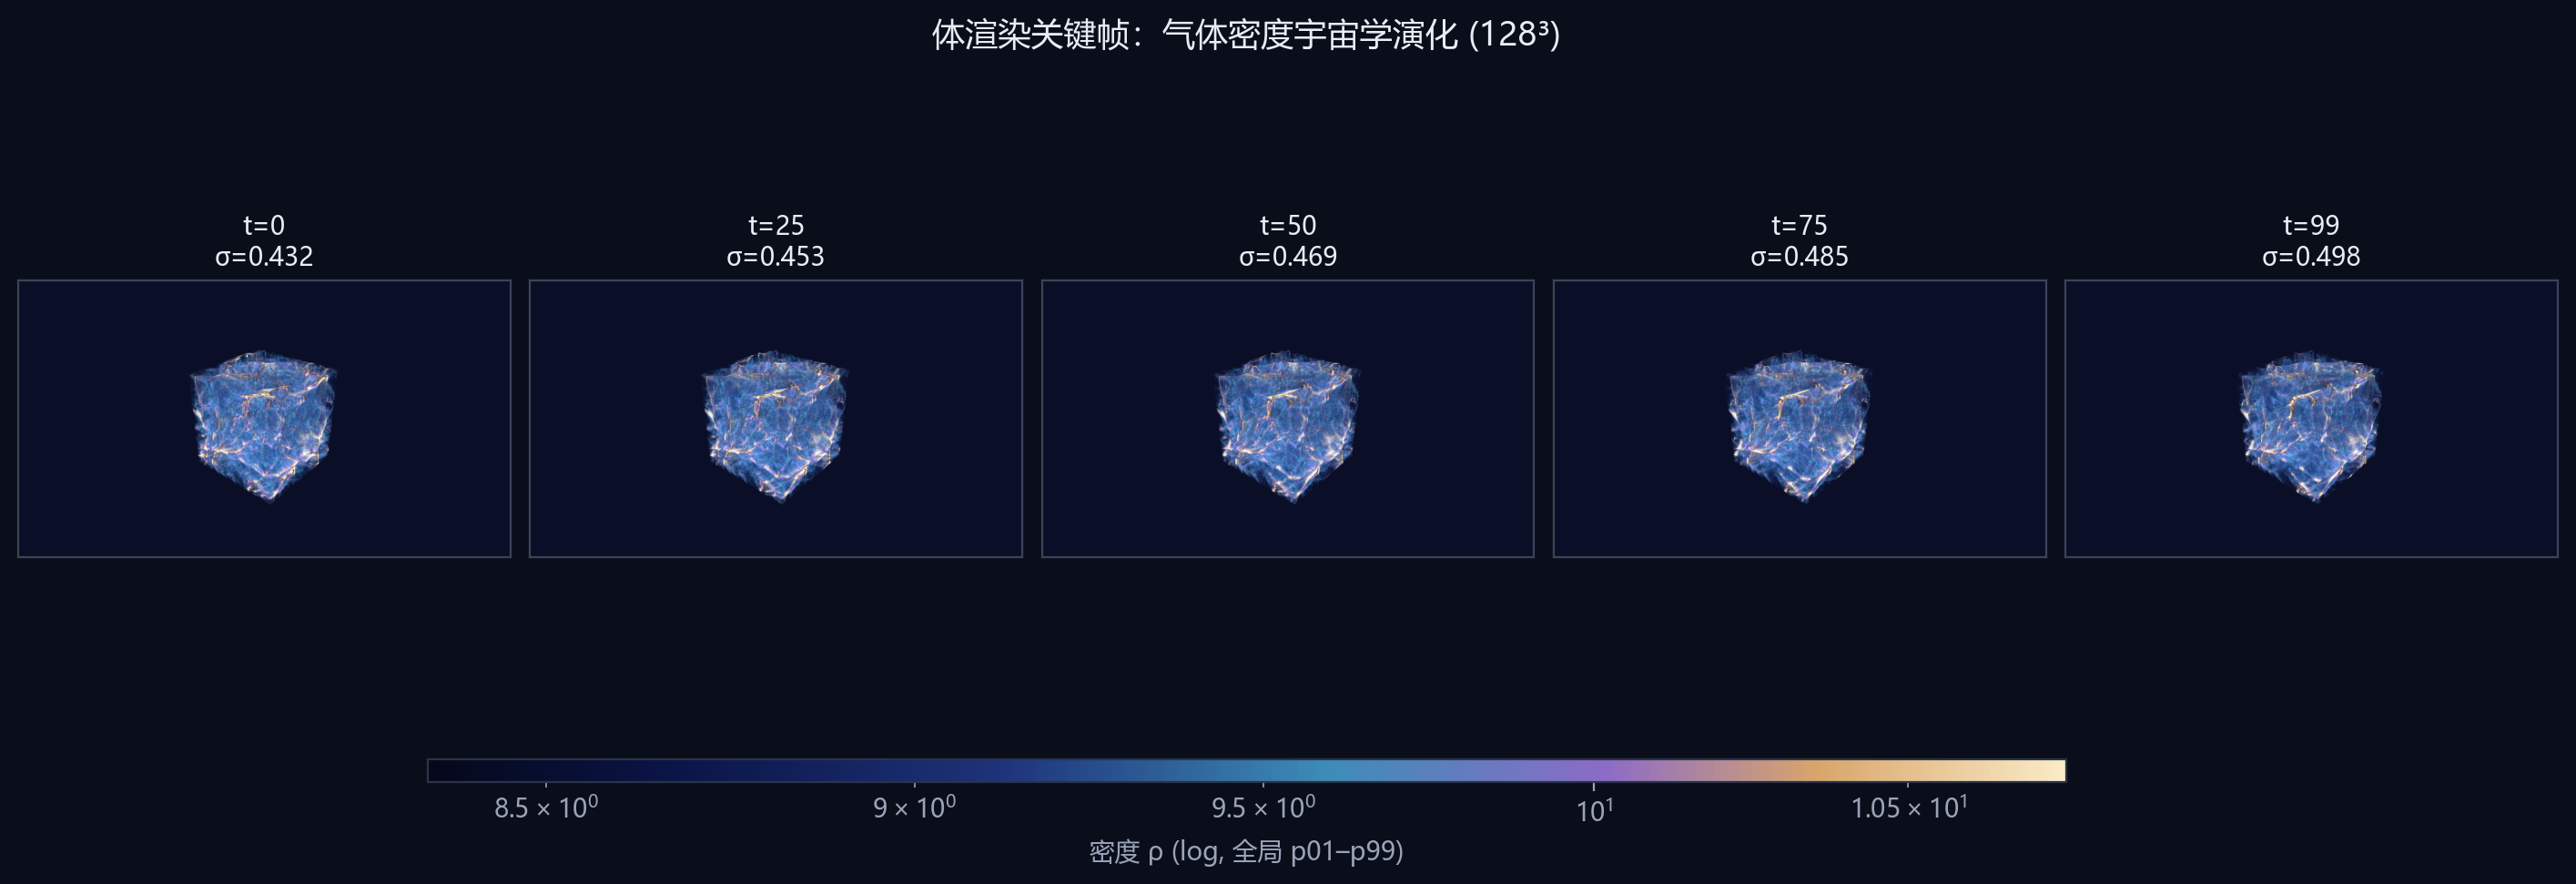 体渲染关键帧：气体密度宇宙学演化 (128³)
t=0
σ=0.432
t=25
σ=0.453
t=50
σ=0.469
t=75
σ=0.485
t=99
σ=0.498
8.5 × 10⁰
9 × 10⁰
9.5 × 10⁰
10¹
1.05 × 10¹
密度 ρ (log, 全局 p01–p99)